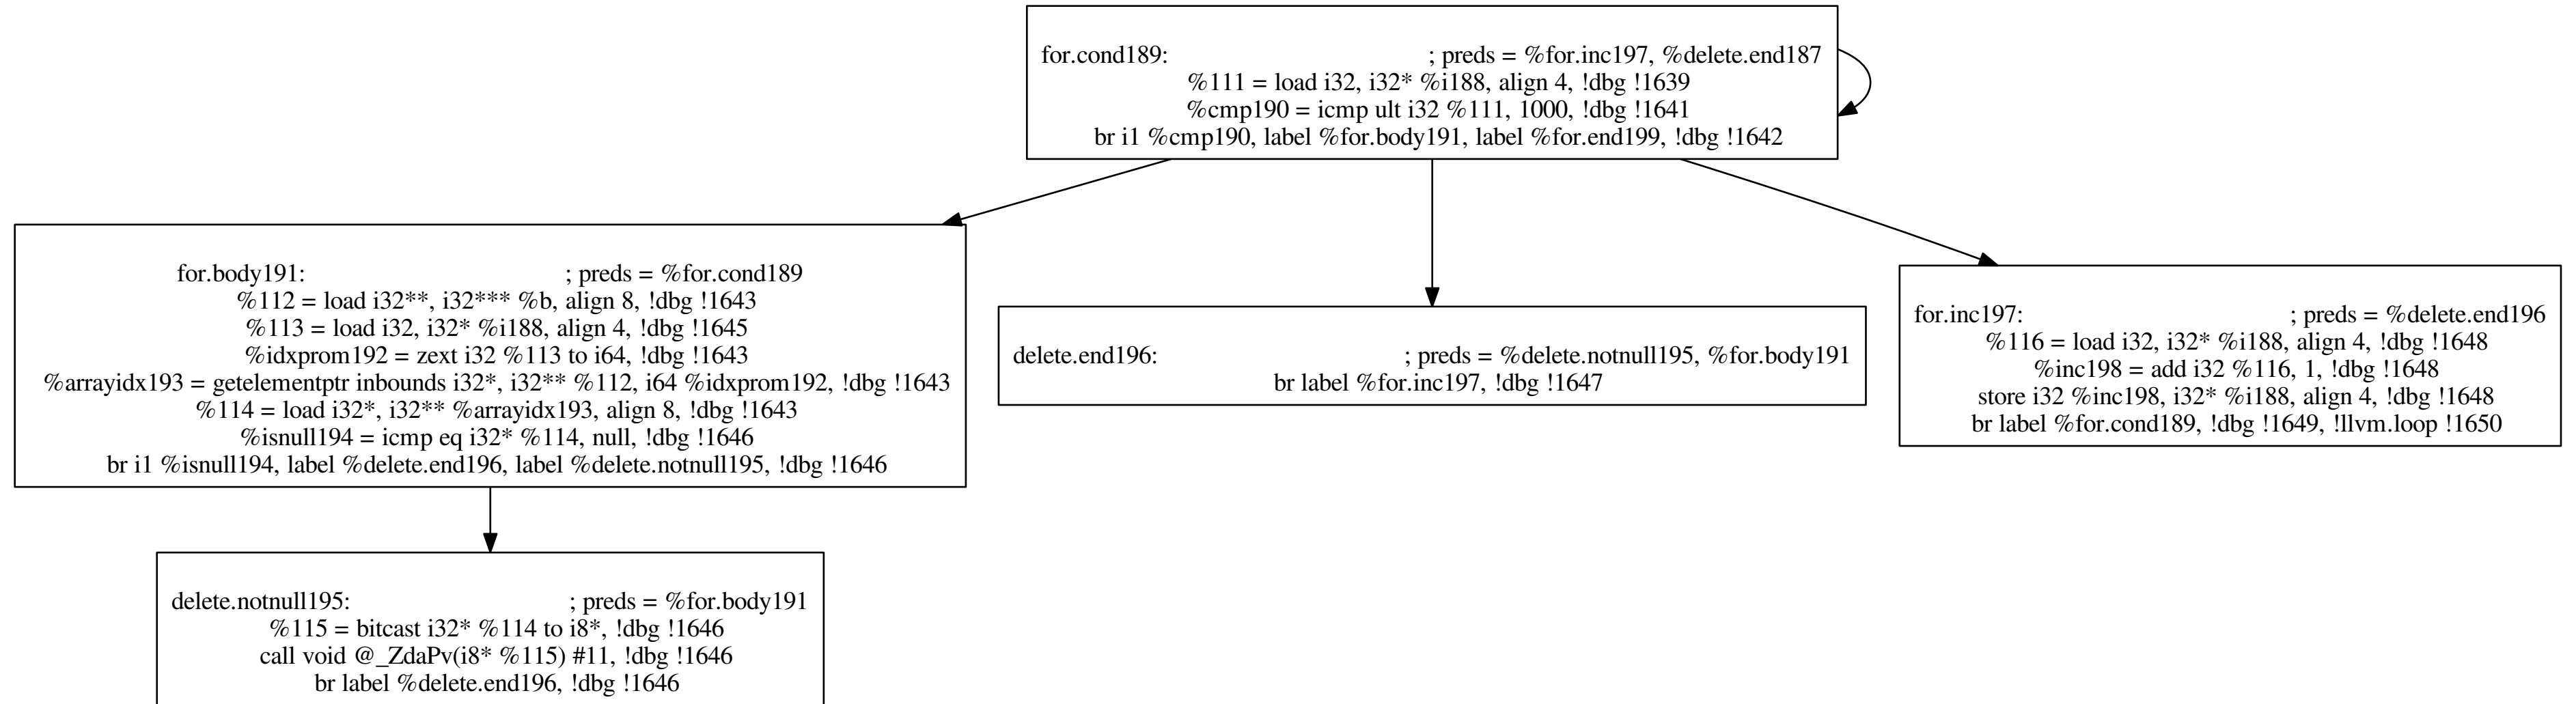 for.cond189: ; preds = %for.inc197, %delete.end187
%111 = load i32, i32* %i188, align 4, !dbg !1639
%cmp190 = icmp ult i32 %111, 1000, !dbg !1641
br i1 %cmp190, label %for.body191, label %for.end199, !dbg !1642
for.body191: ; preds = %for.cond189
%112 = load i32**, i32*** %b, align 8, !dbg !1643
%113 = load i32, i32* %i188, align 4, !dbg !1645
%idxprom192 = zext i32 %113 to i64, !dbg !1643
%arrayidx193 = getelementptr inbounds i32*, i32** %112, i64 %idxprom192, !dbg !1643
%114 = load i32*, i32** %arrayidx193, align 8, !dbg !1643
%isnull194 = icmp eq i32* %114, null, !dbg !1646
br i1 %isnull194, label %delete.end196, label %delete.notnull195, !dbg !1646
delete.end196: ; preds = %delete.notnull195, %for.body191
br label %for.inc197, !dbg !1647
for.inc197: ; preds = %delete.end196
%116 = load i32, i32* %i188, align 4, !dbg !1648
%inc198 = add i32 %116, 1, !dbg !1648
store i32 %inc198, i32* %i188, align 4, !dbg !1648
br label %for.cond189, !dbg !1649, !llvm.loop !1650
delete.notnull195: ; preds = %for.body191
%115 = bitcast i32* %114 to i8*, !dbg !1646
call void @_ZdaPv(i8* %115) #11, !dbg !1646
br label %delete.end196, !dbg !1646